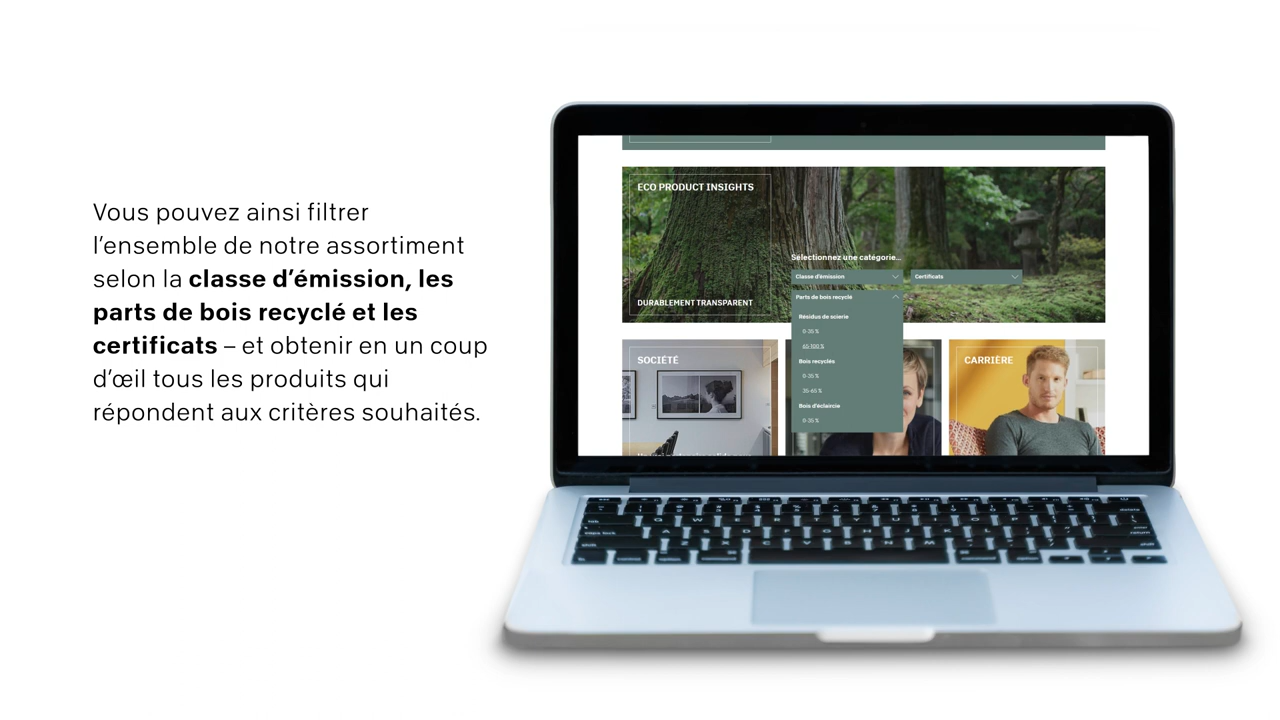 Vous pouvez ainsi filtrer
l’ensemble de notre assortiment
selon la classe d’émission, les
parts de bois recyclé et les
certificats – et obtenir en un coup
d’œil tous les produits qui
répondent aux critères souhaités.
ECO PRODUCT INSIGHTS
Sélectionnez une catégorie...
Classe d'émission
Certificats
DURABLEMENT TRANSPARENT
Parts de bois recyclé
Résidus de scierie
0-35 %
65-100 %
Bois recyclés
0-35 %
35-65 %
Bois d'éclaircie
0-35 %
SOCIÉTÉ
CARRIÈRE